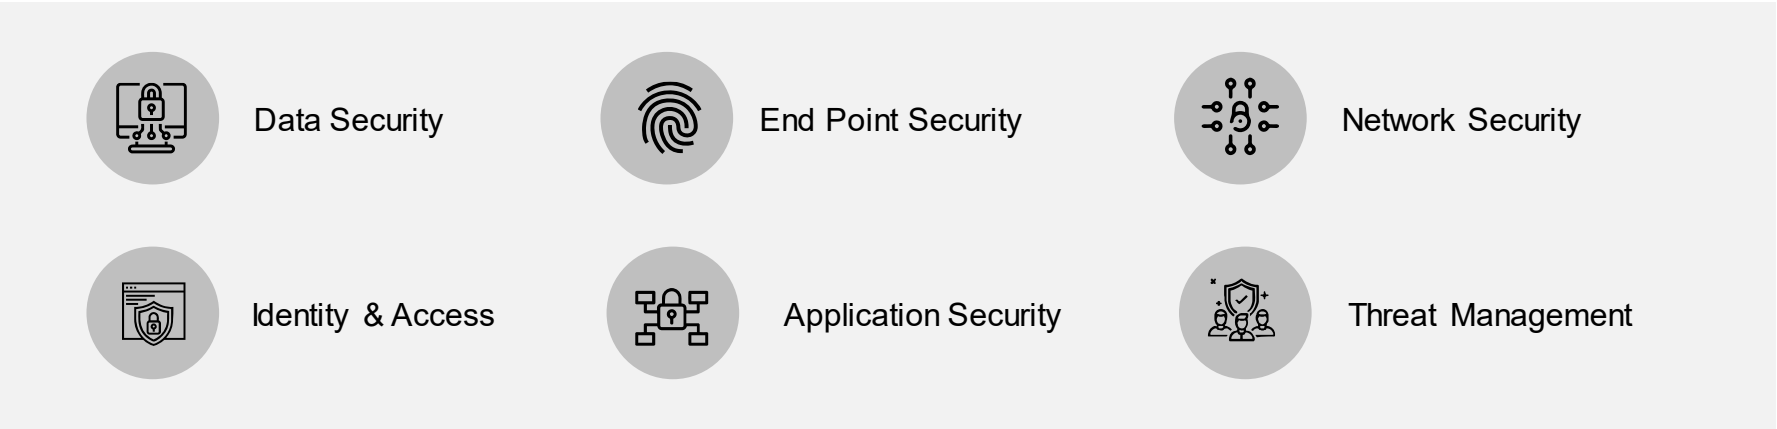 Data Security
End Point Security
Network Security
Identity & Access
Application Security
Threat Management